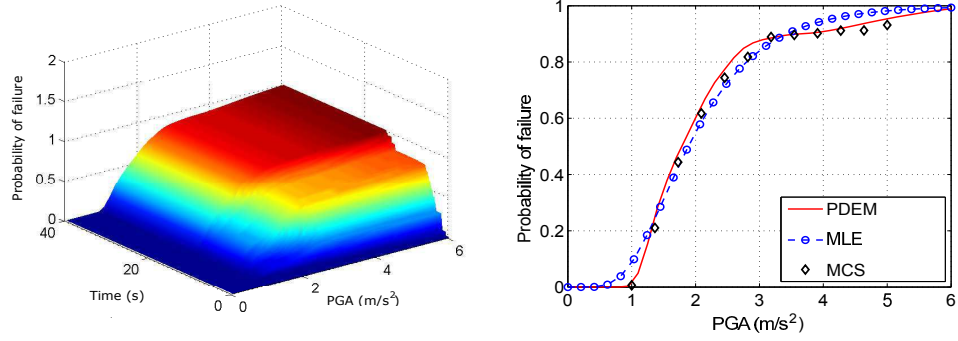 2
1.5
1
0.5
0
Probability of failure
40
20
0
Time (s)
0
2
4
6
PGA (m/s²)
1
0.8
0.6
0.4
0.2
0
Probability of failure
PDEM
MLE
MCS
0 1 2 3 4 5 6
PGA (m/s²)